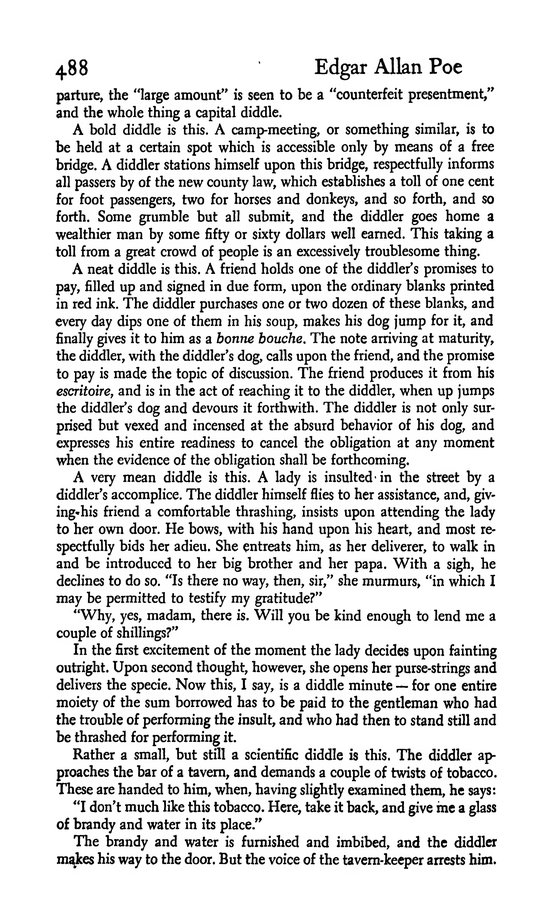 488 Edgar Allan Poe
parture, the “large amount” is seen to be a “counterfeit presentment,”
and the whole thing a capital diddle.
A bold diddle is this. A camp-meeting, or something similar, is to
be held at a certain spot which is accessible only by means of a free
bridge. A diddler stations himself upon this bridge, respectfully informs
all passers by of the new county law, which establishes a toll of one cent
for foot passengers, two for horses and donkeys, and so forth, and so
forth. Some grumble but all submit, and the diddler goes home a
wealthier man by some fifty or sixty dollars well earned. This taking a
toll from a great crowd of people is an excessively troublesome thing.
A neat diddle is this. A friend holds one of the diddler’s promises to
pay, filled up and signed in due form, upon the ordinary blanks printed
in red ink. The diddler purchases one or two dozen of these blanks, and
every day dips one of them in his soup, makes his dog jump for it, and
finally gives it to him as a bonne bouche. The note arriving at maturity,
the diddler, with the diddler’s dog, calls upon the friend, and the promise
to pay is made the topic of discussion. The friend produces it from his
escritoire, and is in the act of reaching it to the diddler, when up jumps
the diddler’s dog and devours it forthwith. The diddler is not only sur-
prised but vexed and incensed at the absurd behavior of his dog, and
expresses his entire readiness to cancel the obligation at any moment
when the evidence of the obligation shall be forthcoming.
A very mean diddle is this. A lady is insulted in the street by a
diddler’s accomplice. The diddler himself flies to her assistance, and, giv-
ing his friend a comfortable thrashing, insists upon attending the lady
to her own door. He bows, with his hand upon his heart, and most re-
spectfully bids her adieu. She entreats him, as her deliverer, to walk in
and be introduced to her big brother and her papa. With a sigh, he
declines to do so. “Is there no way, then, sir,” she murmurs, “in which I
may be permitted to testify my gratitude?”
“Why, yes, madam, there is. Will you be kind enough to lend me a
couple of shillings?”
In the first excitement of the moment the lady decides upon fainting
outright. Upon second thought, however, she opens her purse-strings and
delivers the specie. Now this, I say, is a diddle minute — for one entire
moiety of the sum borrowed has to be paid to the gentleman who had
the trouble of performing the insult, and who had then to stand still and
be thrashed for performing it.
Rather a small, but still a scientific diddle is this. The diddler ap-
proaches the bar of a tavern, and demands a couple of twists of tobacco.
These are handed to him, when, having slightly examined them, he says:
“I don’t much like this tobacco. Here, take it back, and give me a glass
of brandy and water in its place.”
The brandy and water is furnished and imbibed, and the diddler
makes his way to the door. But the voice of the tavern-keeper arrests him.